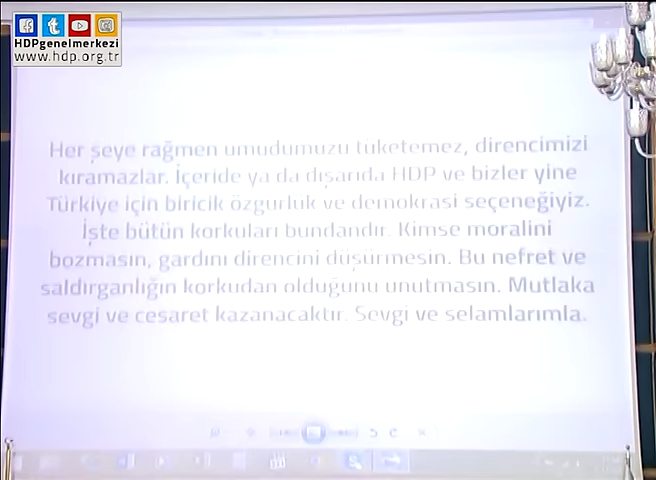 HDPgenelmerkezi
www.hdp.org.tr
Her şeye rağmen umudumuzu tüketemez, direncimizi
kıramazlar. İçeride ya da dışarıda HDP ve bizler yine
Türkiye için biricik özgürlük ve demokrasi seçeneğiyiz.
İşte bütün korkuları bundandır. Kimse moralini
bozmasın, gardını direncini düşürmesin. Bu nefret ve
saldırganlığın korkudan olduğunu unutmasın. Mutlaka
sevgi ve cesaret kazanacaktır. Sevgi ve selamlarımla.